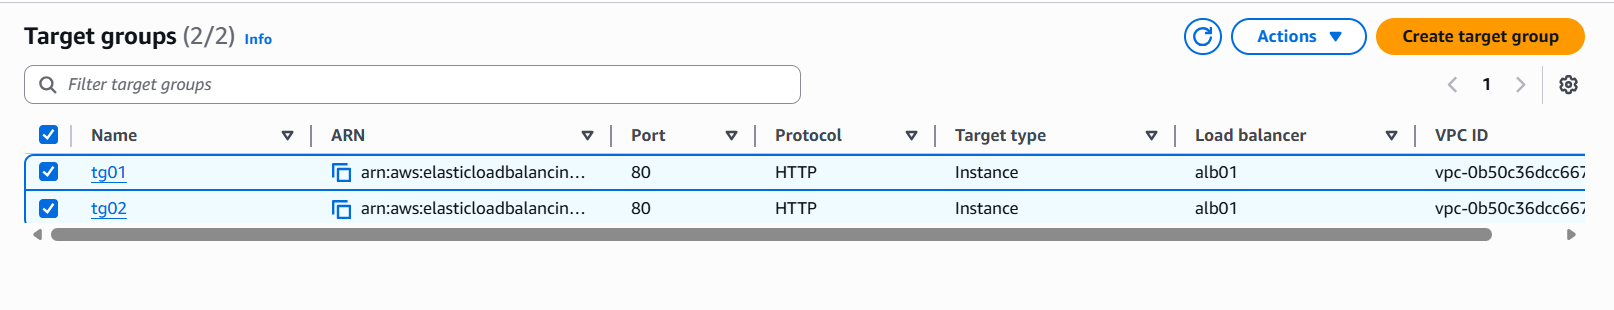 Target groups (2/2) Info
Actions
Create target group
Filter target groups
1
Name ARN Port Protocol Target type Load balancer VPC ID
tg01 arn:aws:elasticloadbalancin... 80 HTTP Instance alb01 vpc-0b50c36dcc667
tg02 arn:aws:elasticloadbalancin... 80 HTTP Instance alb01 vpc-0b50c36dcc667